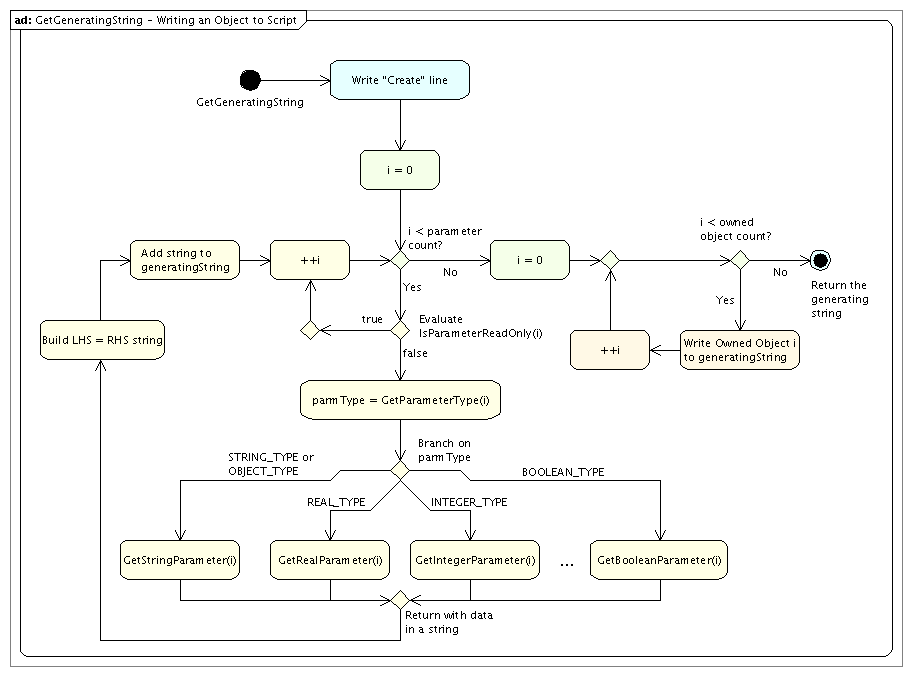 ad: GetGeneratingString - Writing an Object to Script
Write "Create" line
GetGeneratingString
i = 0
i < parameter
count?
i < owned
object count?
Add string to
generatingString
++i
No
i = 0
No
Return the
generating
string
Yes
Yes
true
Evaluate
IsParameterReadOnly(i)
false
Build LHS = RHS string
++i
Write Owned Object i
to generatingString
parmType = GetParameterType(i)
Branch on
parmType
STRING_TYPE or
OBJECT_TYPE
BOOLEAN_TYPE
REAL_TYPE
INTEGER_TYPE
GetStringParameter(i)
GetRealParameter(i)
GetIntegerParameter(i)
...
GetBooleanParameter(i)
Return with data
in a string